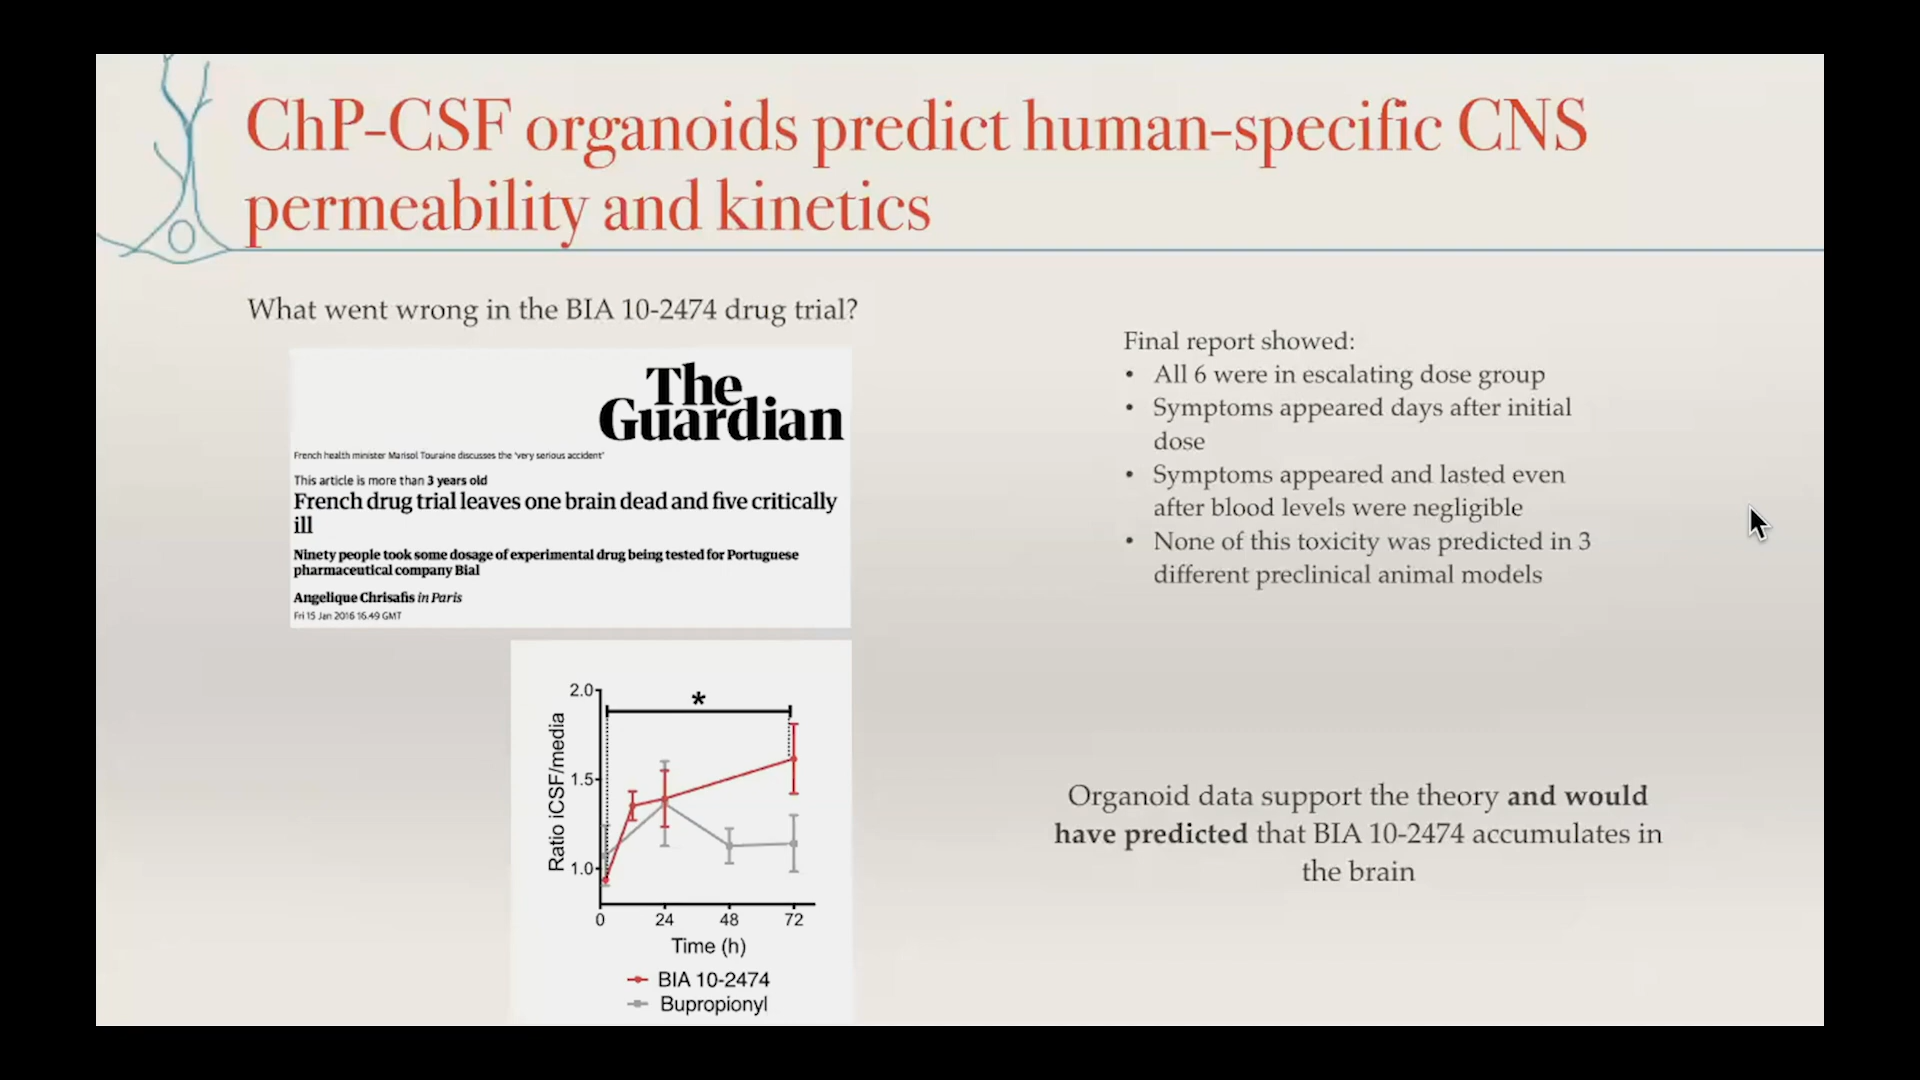 ChP-CSF organoids predict human-specific CNS
permeability and kinetics
What went wrong in the BIA 10-2474 drug trial?
The
Guardian
French health minister Marisol Touraine discusses the 'very serious accident'
This article is more than 3 years old
French drug trial leaves one brain dead and five critically
ill
Ninety people took some dosage of experimental drug being tested for Portuguese
pharmaceutical company Bial
Angelique Chrisafis in Paris
Fri 15 Jan 2016 16.49 GMT
Final report showed:
• All 6 were in escalating dose group
• Symptoms appeared days after initial
dose
• Symptoms appeared and lasted even
after blood levels were negligible
• None of this toxicity was predicted in 3
different preclinical animal models
2.0
*
1.5
1.0
Ratio iCSF/media
0 24 48 72
Time (h)
BIA 10-2474
Bupropionyl
Organoid data support the theory and would
have predicted that BIA 10-2474 accumulates in
the brain